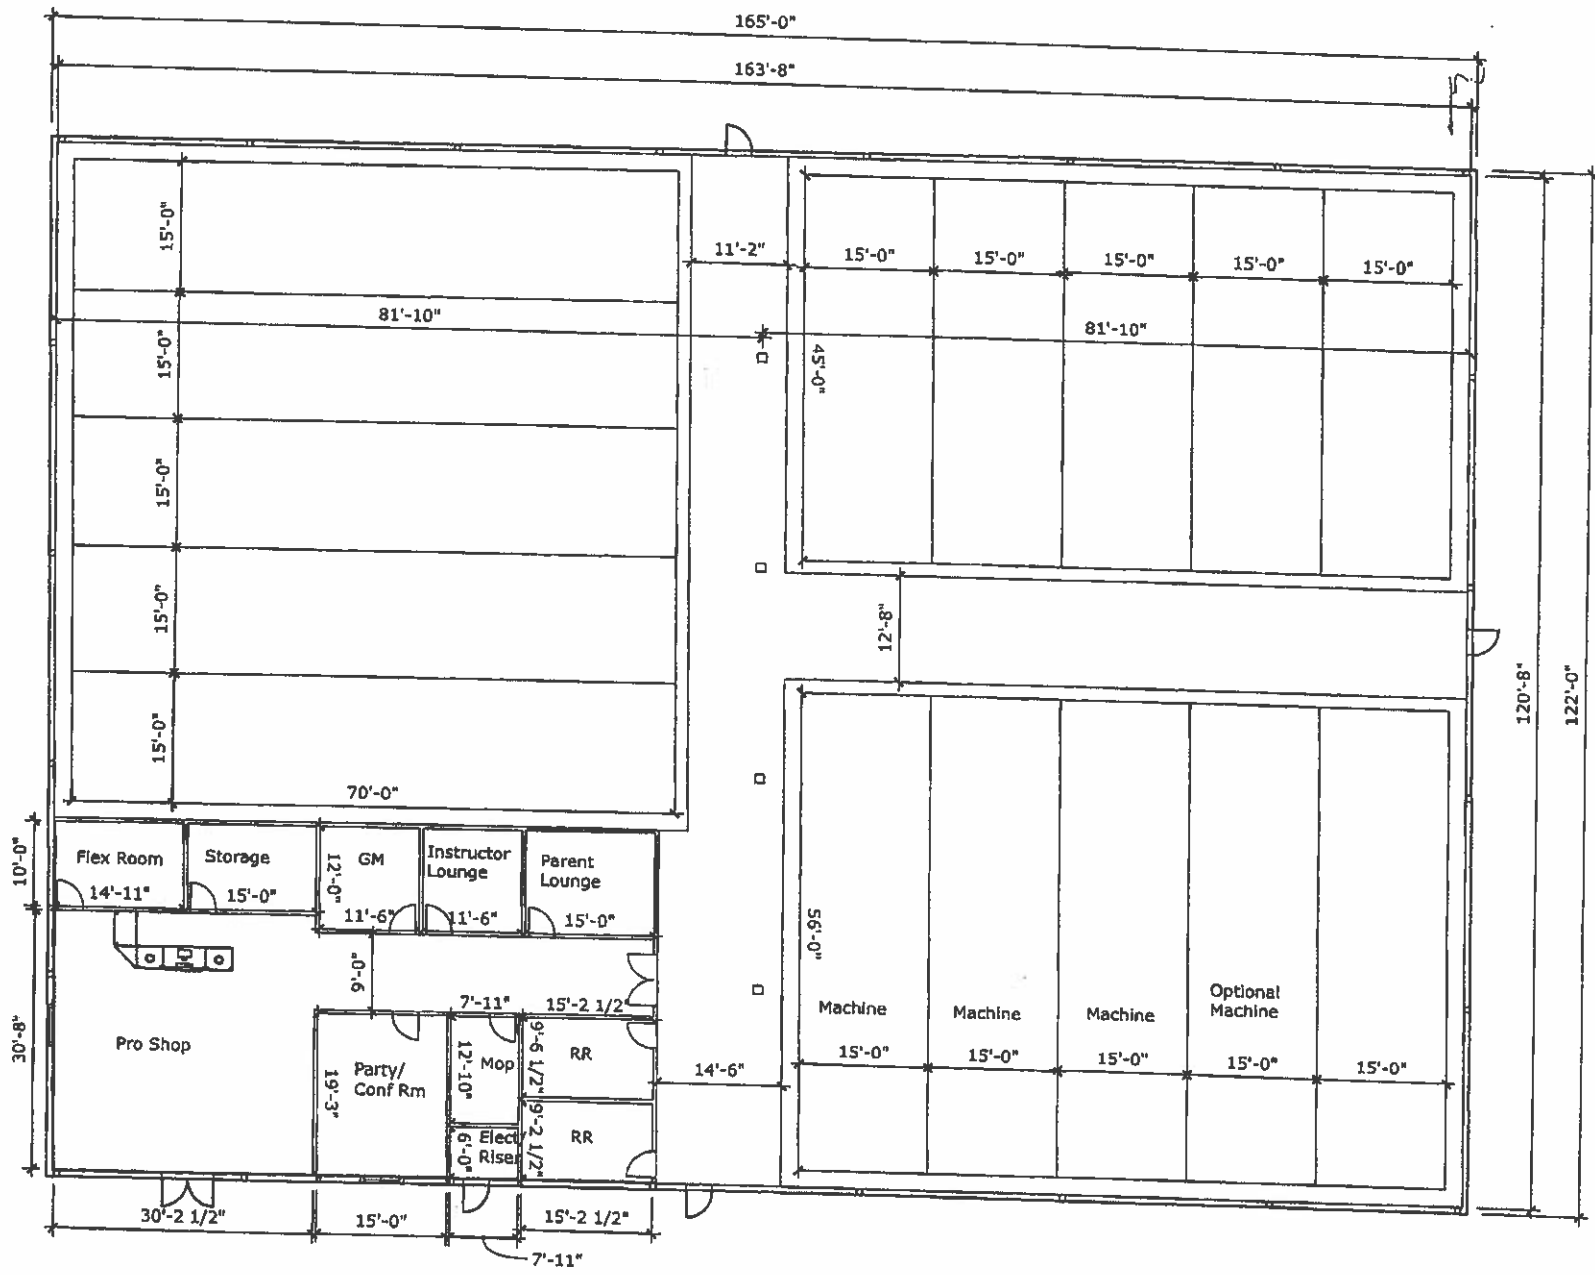 165'-0"
163'-8"
15'-0"
11'-2"
15'-0"
15'-0"
15'-0"
15'-0"
15'-0"
81'-10"
81'-10"
15'-0"
45'-0"
15'-0"
15'-0"
12'-8"
120'-8"
122'-0"
15'-0"
70'-0"
10'-0"
Flex Room
14'-11"
Storage
15'-0"
12'-0"
GM
11'-6"
Instructor
Lounge
11'-6"
Parent
Lounge
15'-0"
56'-0"
9'-0"
7'-11"
15'-2 1/2"
Machine
Machine
Machine
Optional
Machine
30'-8"
Pro Shop
19'-3"
Party/
Conf Rm
12'-10"
Mop
9'-6 1/2"
RR
14'-6"
15'-0"
15'-0"
15'-0"
15'-0"
15'-0"
6'-0"
Elect/
Riser
9'-2 1/2"
RR
30'-2 1/2"
15'-0"
15'-2 1/2"
7'-11"